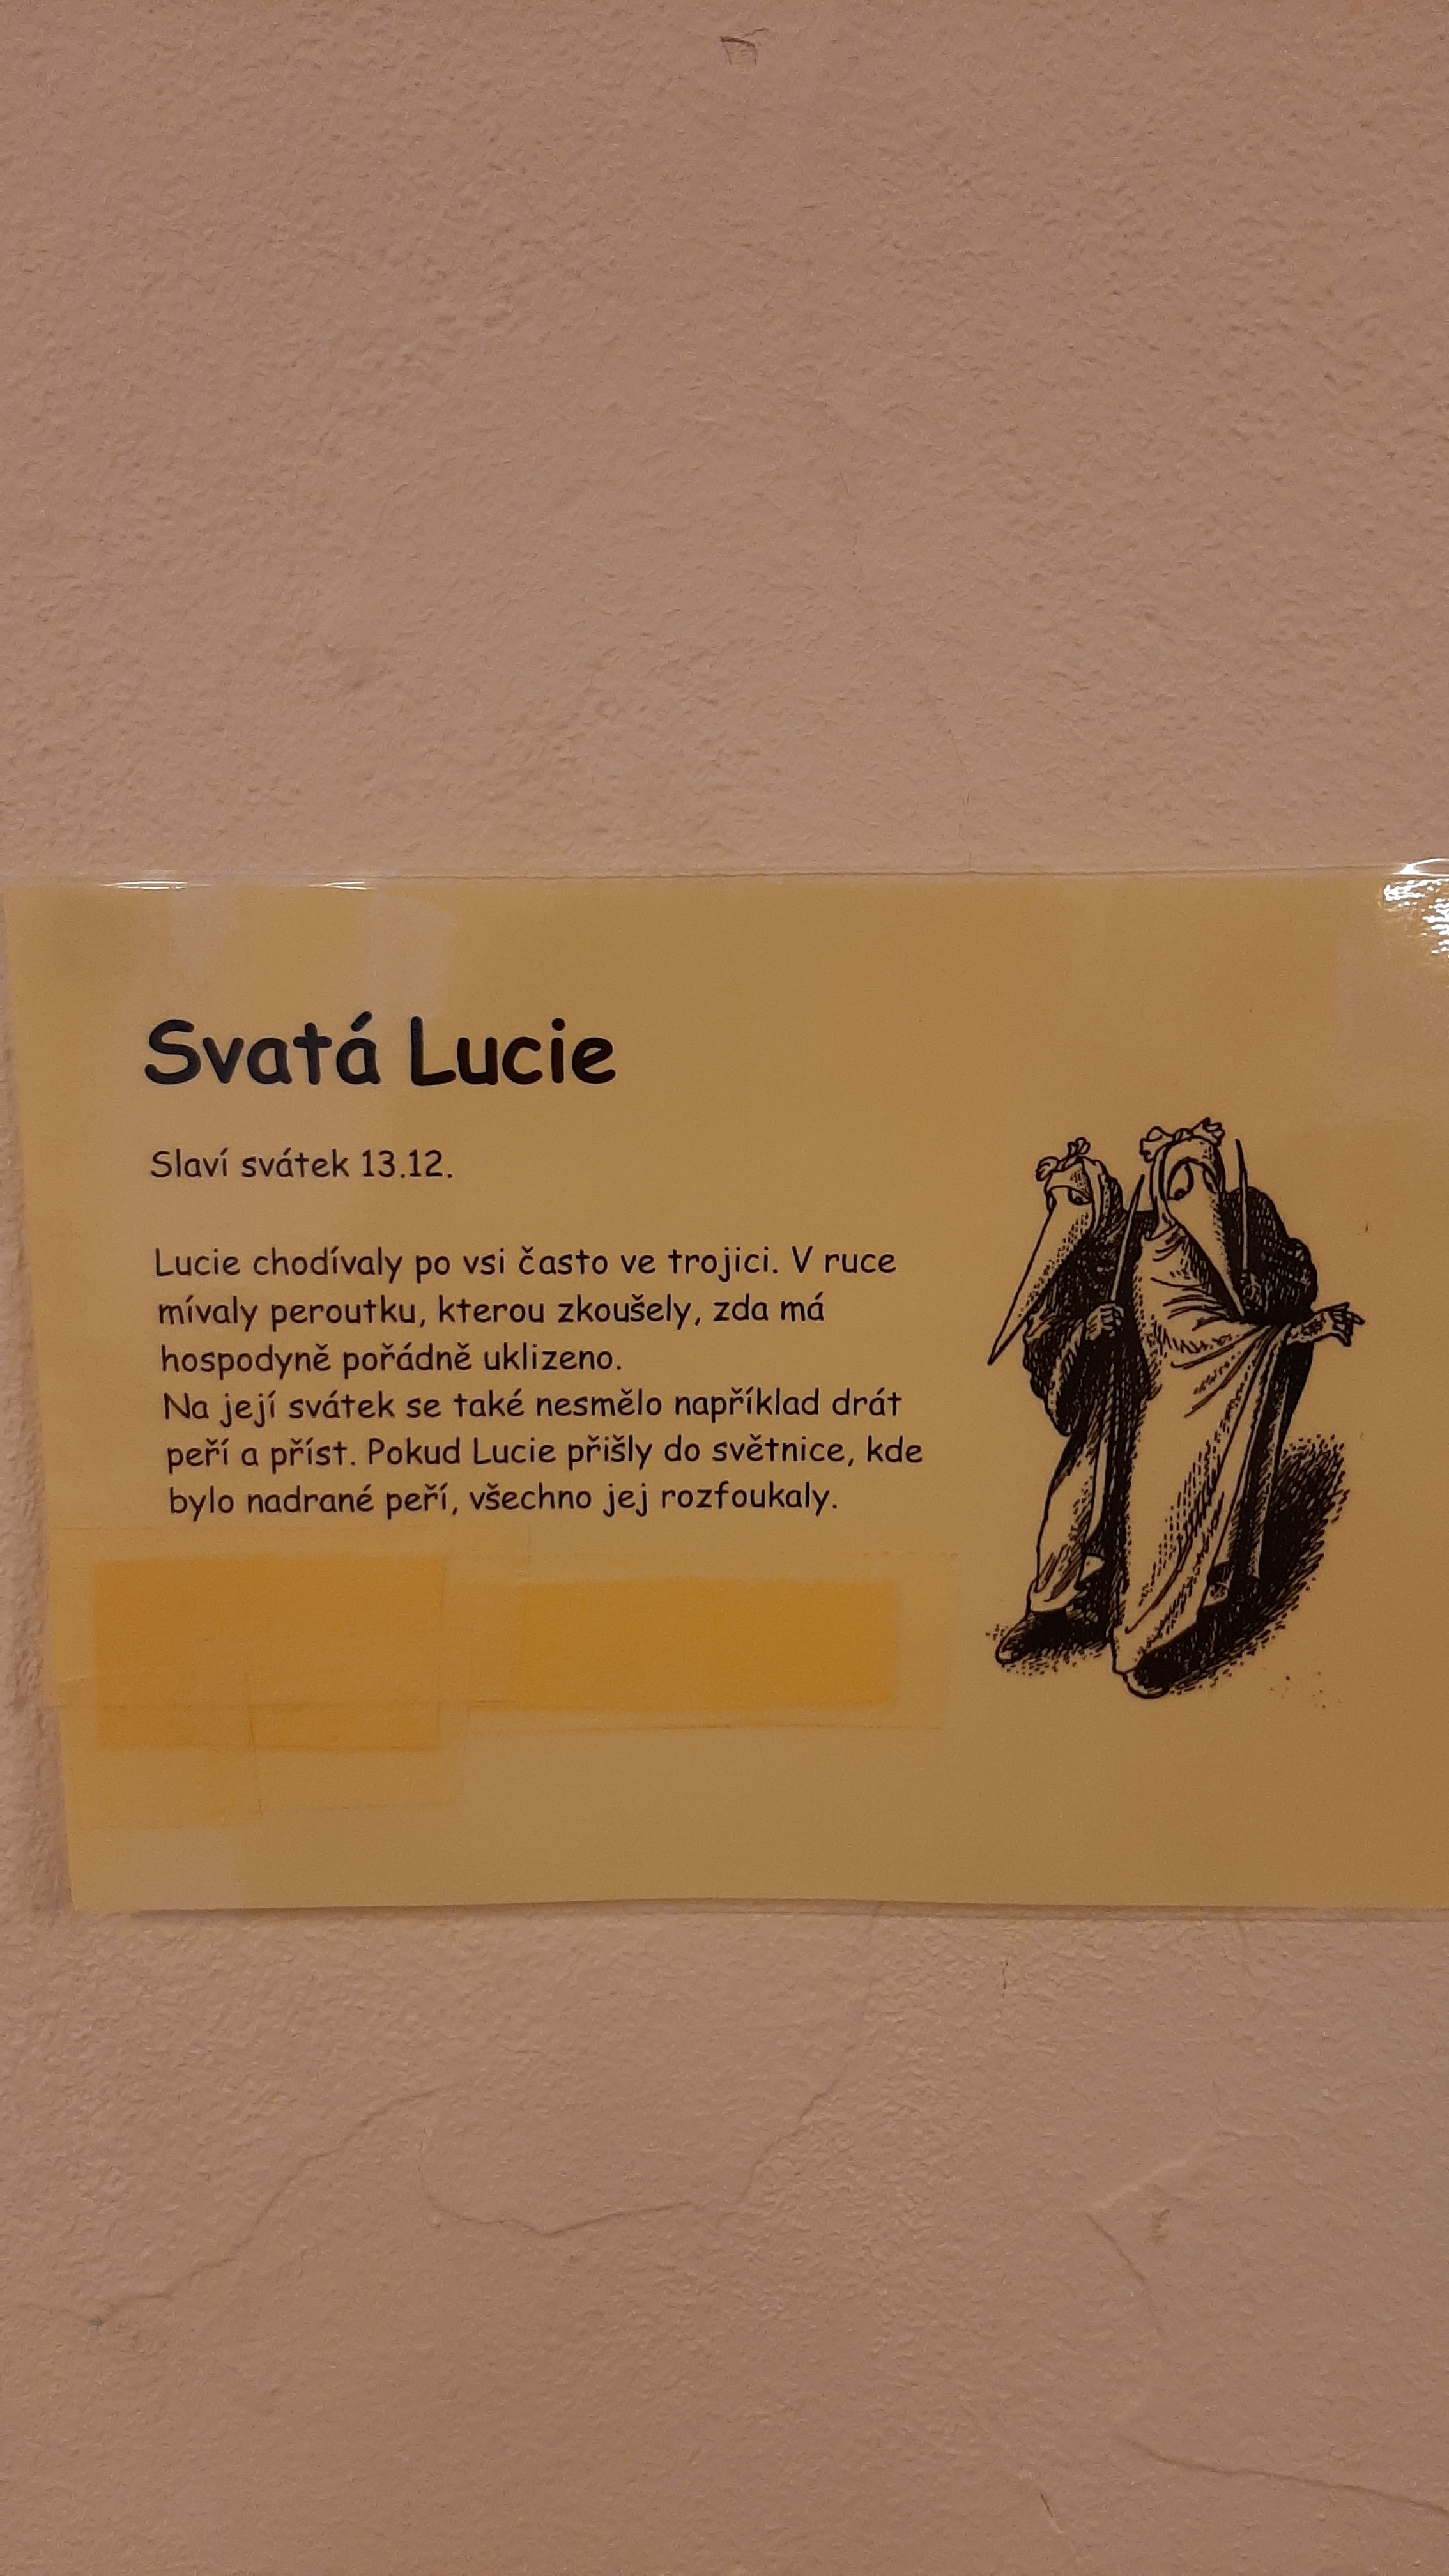 Svatá Lucie
Slaví svátek 13.12.
Lucie chodívaly po vsi často ve trojici. V ruce
mívaly peroutku, kterou zkoušely, zda má
hospodyně pořádně uklizeno.
Na její svátek se také nesmělo například drát
peří a příst. Pokud Lucie přišly do světnice, kde
bylo nadrané peří, všechno jej rozfoukaly.